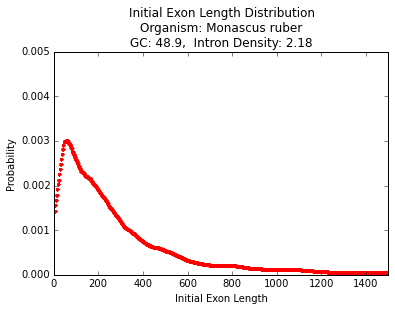 Initial Exon Length Distribution
Organism: Monascus ruber
GC: 48.9,  Intron Density: 2.18
0.005
0.004
0.003
0.002
0.001
0.000
Probability
0 200 400 600 800 1000 1200 1400
Initial Exon Length